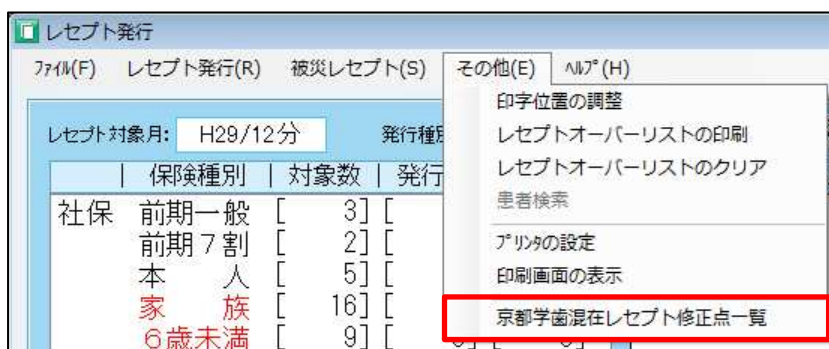 レセプト発行
ファイル(F) レセプト発行(R) 被災レセプト(S) その他(E) ヘルプ(H)
印字位置の調整
レセプト対象月: H29/12分 発行種
レセプトオーバーリストの印刷
レセプトオーバーリストのクリア
患者検索
プリンタの設定
印刷画面の表示
京都学歯混在レセプト修正点一覧
| 保険種別 | 対象数 | 発行
社保 前期一般 [ 3] [
前期7割 [ 2] [
本 人 [ 5] [
家 族 [ 16] [
6歳未満 [ 9] [